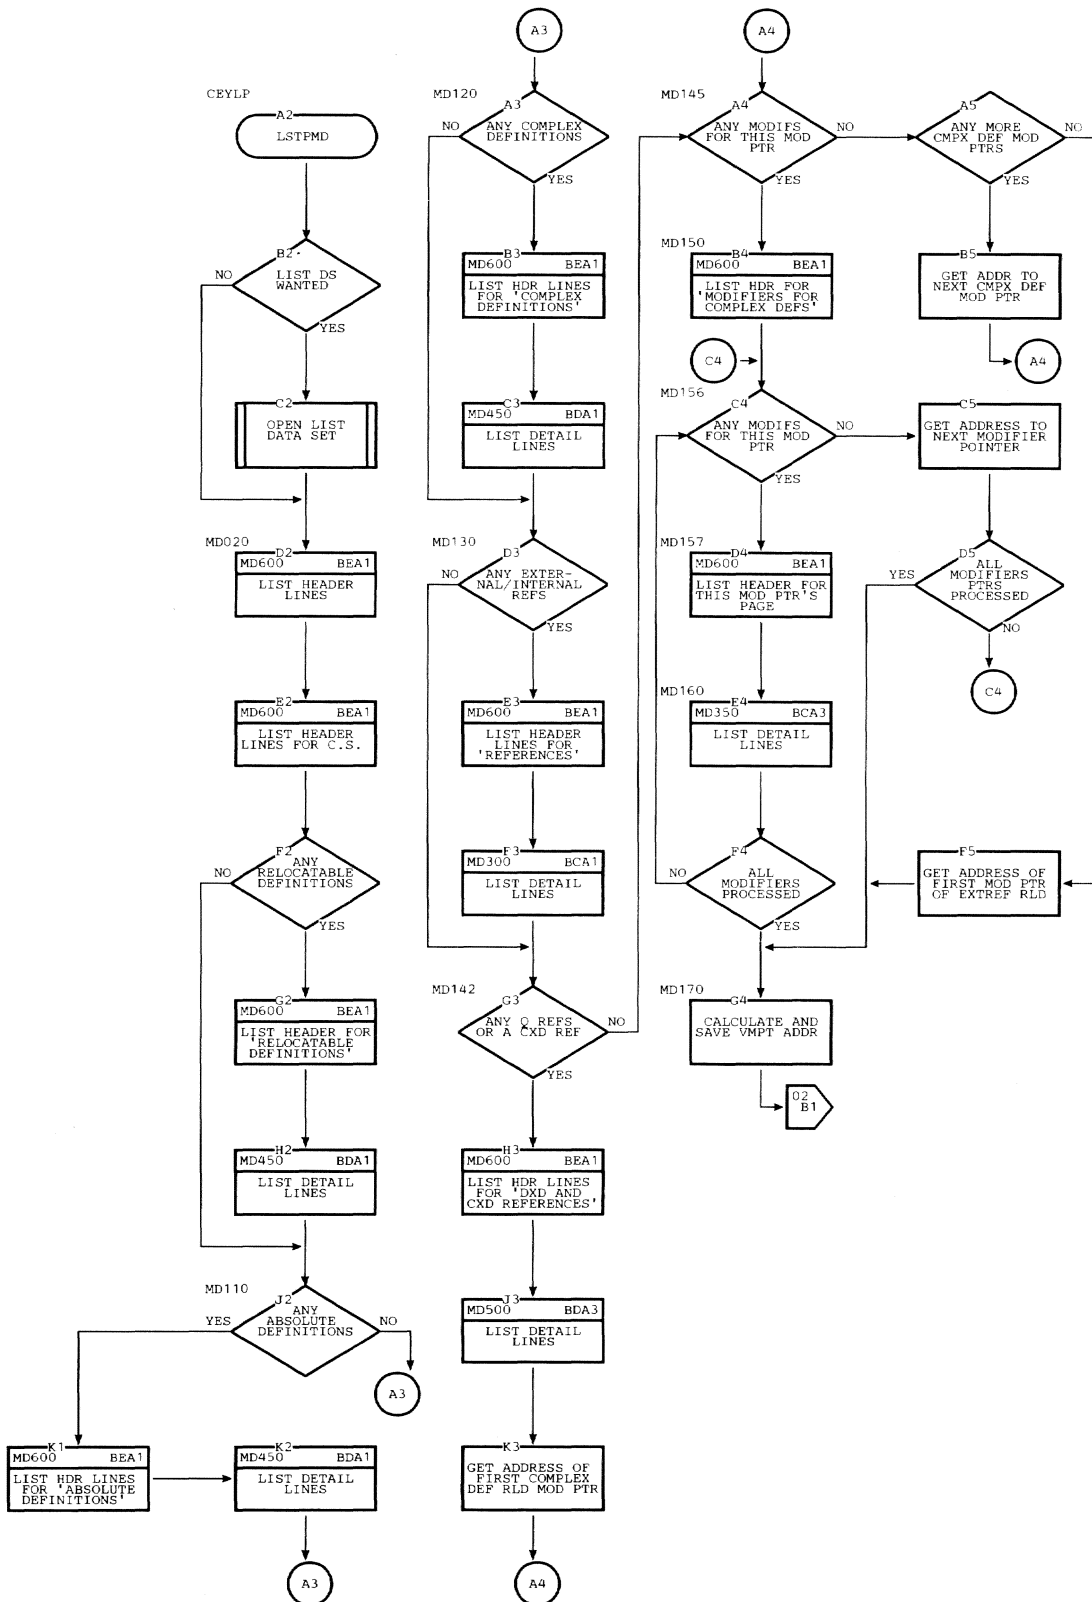 CEYLP
A2
LSTPMD
B2
LIST DS
WANTED
NO
YES
C2
OPEN LIST
DATA SET
MD020
D2
MD600 BEA1
LIST HEADER
LINES
E2
MD600 BEA1
LIST HEADER
LINES FOR C.S.
F2
ANY
RELOCATABLE
DEFINITIONS
NO
YES
G2
MD600 BEA1
LIST HEADER FOR
'RELOCATABLE
DEFINITIONS'
H2
MD450 BDA1
LIST DETAIL
LINES
MD110
J2
ANY
ABSOLUTE
DEFINITIONS
YES
NO
A3
K1
MD600 BEA1
LIST HDR LINES
FOR 'ABSOLUTE
DEFINITIONS'
K2
MD450 BDA1
LIST DETAIL
LINES
A3
A3
MD120
A3
ANY COMPLEX
DEFINITIONS
NO
YES
B3
MD600 BEA1
LIST HDR LINES
FOR 'COMPLEX
DEFINITIONS'
C3
MD450 BDA1
LIST DETAIL
LINES
MD130
D3
ANY EXTER-
NAL/INTERNAL
REFS
NO
YES
E3
MD600 BEA1
LIST HEADER
LINES FOR
'REFERENCES'
F3
MD300 BCA1
LIST DETAIL
LINES
MD142
G3
ANY Q REFS
OR A CXD REF
NO
YES
H3
MD600 BEA1
LIST HDR LINES
FOR 'DXD AND
CXD REFERENCES'
J3
MD500 BDA3
LIST DETAIL
LINES
K3
GET ADDRESS OF
FIRST COMPLEX
DEF RLD MOD PTR
A4
A4
MD145
A4
ANY MODIFS
FOR THIS MOD
PTR
NO
YES
MD150
B4
MD600 BEA1
LIST HDR FOR
'MODIFIERS FOR
COMPLEX DEFS'
C4
MD156
C4
ANY MODIFS
FOR THIS MOD
PTR
NO
YES
MD157
D4
MD600 BEA1
LIST HEADER FOR
THIS MOD PTR'S
PAGE
MD160
E4
MD350 BCA3
LIST DETAIL
LINES
F4
ALL
MODIFIERS
PROCESSED
NO
YES
MD170
G4
CALCULATE AND
SAVE VMPT ADDR
02
B1
A5
ANY MORE
CMPX DEF MOD
PTRS
NO
YES
B5
GET ADDR TO
NEXT CMPX DEF
MOD PTR
A4
C5
GET ADDRESS TO
NEXT MODIFIER
POINTER
D5
ALL
MODIFIERS
PTRS
PROCESSED
YES
NO
C4
F5
GET ADDRESS OF
FIRST MOD PTR
OF EXTREF RLD